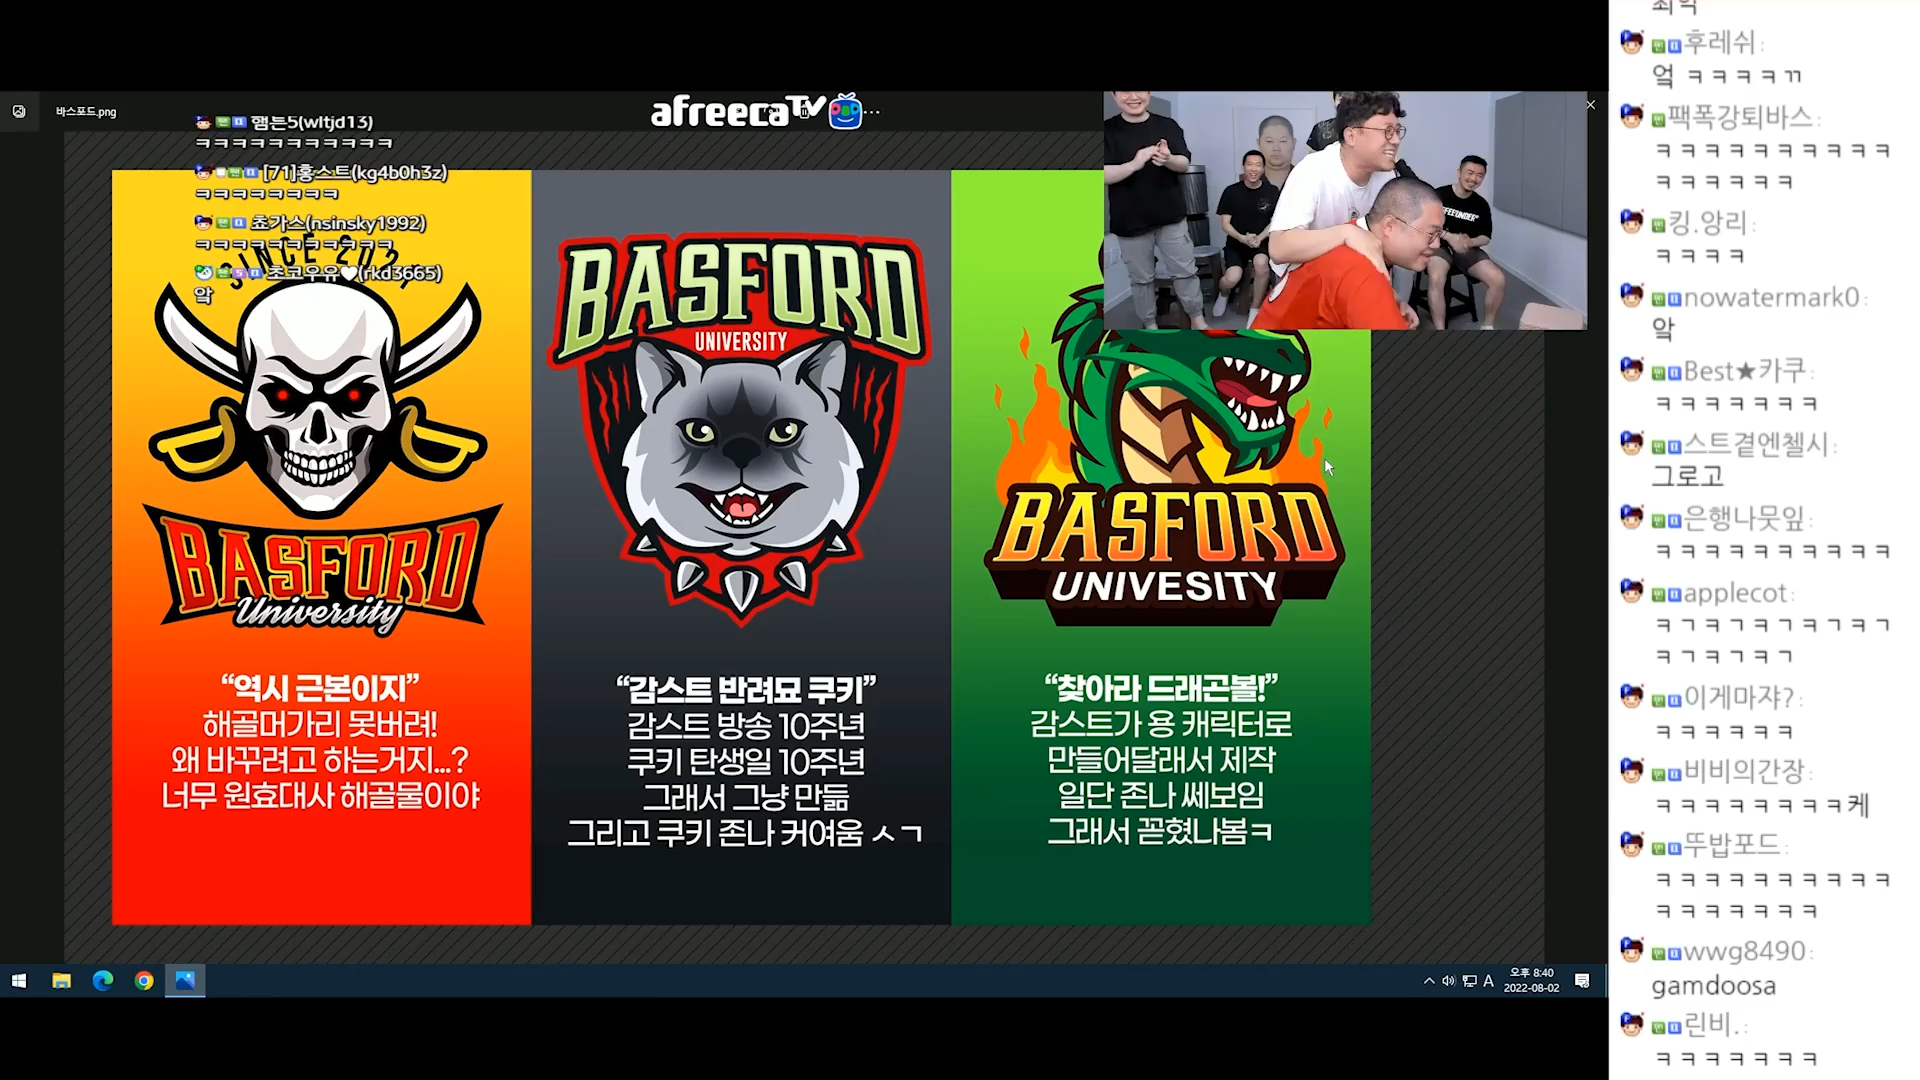 바스포드.png
afreecaTV
햄튼5(wltjd13)
ㅋㅋㅋㅋㅋㅋㅋㅋㅋㅋㅋ
[71]홍스트(kg4b0h3z)
ㅋㅋㅋㅋㅋㅋㅋㅋ
쵸가스(nsinsky1992)
ㅋㅋㅋㅋㅋㅋㅋㅋㅋㅋㅋ
초코우유♥(rkd3665)
앜
SINCE
BASFORD
University
“역시 근본이지”
해골머가리 못버려!
왜 바꾸려고 하는거지...?
너무 원효대사 해골물이야
BASFORD
UNIVERSITY
“감스트 반려묘 쿠키”
감스트 방송 10주년
쿠키 탄생일 10주년
그래서 그냥 만듦
그리고 쿠키 존나 커여움 ㅅㄱ
BASFORD
UNIVESITY
“찾아라 드래곤볼!”
감스트가 용 캐릭터로
만들어달래서 제작
일단 존나 쎄보임
그래서 꼳혔나봄ㅋ
A
오후 8:40
2022-08-02
후레쉬:
엌 ㅋㅋㅋㅋㄲ
팩폭강퇴바스:
ㅋㅋㅋㅋㅋㅋㅋㅋㅋㅋ
ㅋㅋㅋㅋㅋㅋ
킹.앙리:
ㅋㅋㅋㅋ
nowatermark0:
앜
Best★카쿠:
ㅋㅋㅋㅋㅋㅋㅋ
스트곁엔첼시:
그로고
은행나뭇잎:
ㅋㅋㅋㅋㅋㅋㅋㅋㅋㅋ
applecot:
ㅋㄱㅋㄱㅋㄱㅋㄱㅋㄱ
ㅋㄱㅋㄱㅋㄱ
이게마쟈?:
ㅋㅋㅋㅋㅋㅋ
비비의간장:
ㅋㅋㅋㅋㅋㅋㅋㅋ케
뚜밥포드:
ㅋㅋㅋㅋㅋㅋㅋㅋㅋㅋ
ㅋㅋㅋㅋㅋㅋㅋ
wwg8490:
gamdoosa
린비.:
ㅋㅋㅋㅋㅋㅋㅋ